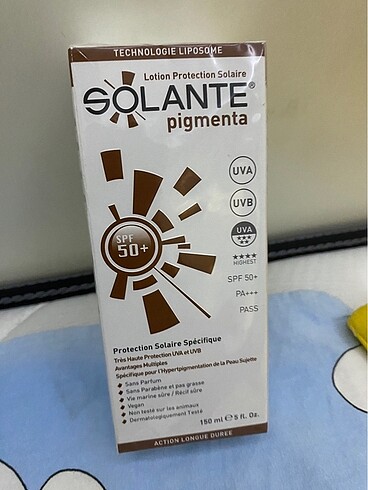 TECHNOLOGIE LIPOSOME
Lotion Protection Solaire
SOLANTE®
pigmenta
UVA
UVB
UVA
★★★
★★
★★★★
HIGHEST
SPF 50+
PA+++
PASS
SPF
50+
Protection Solaire Spécifique
Très Haute Protection UVA et UVB
Avantages Multiples
Spécifique pour l'Hypertpigmentation de la Peau Sujette
Sans Parfum
Sans Parabène et pas grasse
Vie marine sûre / Récif sûre
Vegan
Non testé sur les animaux
Dermatologiquement Testé
150 ml ℮ 5 fl. Oz.
ACTION LONGUE DUREE